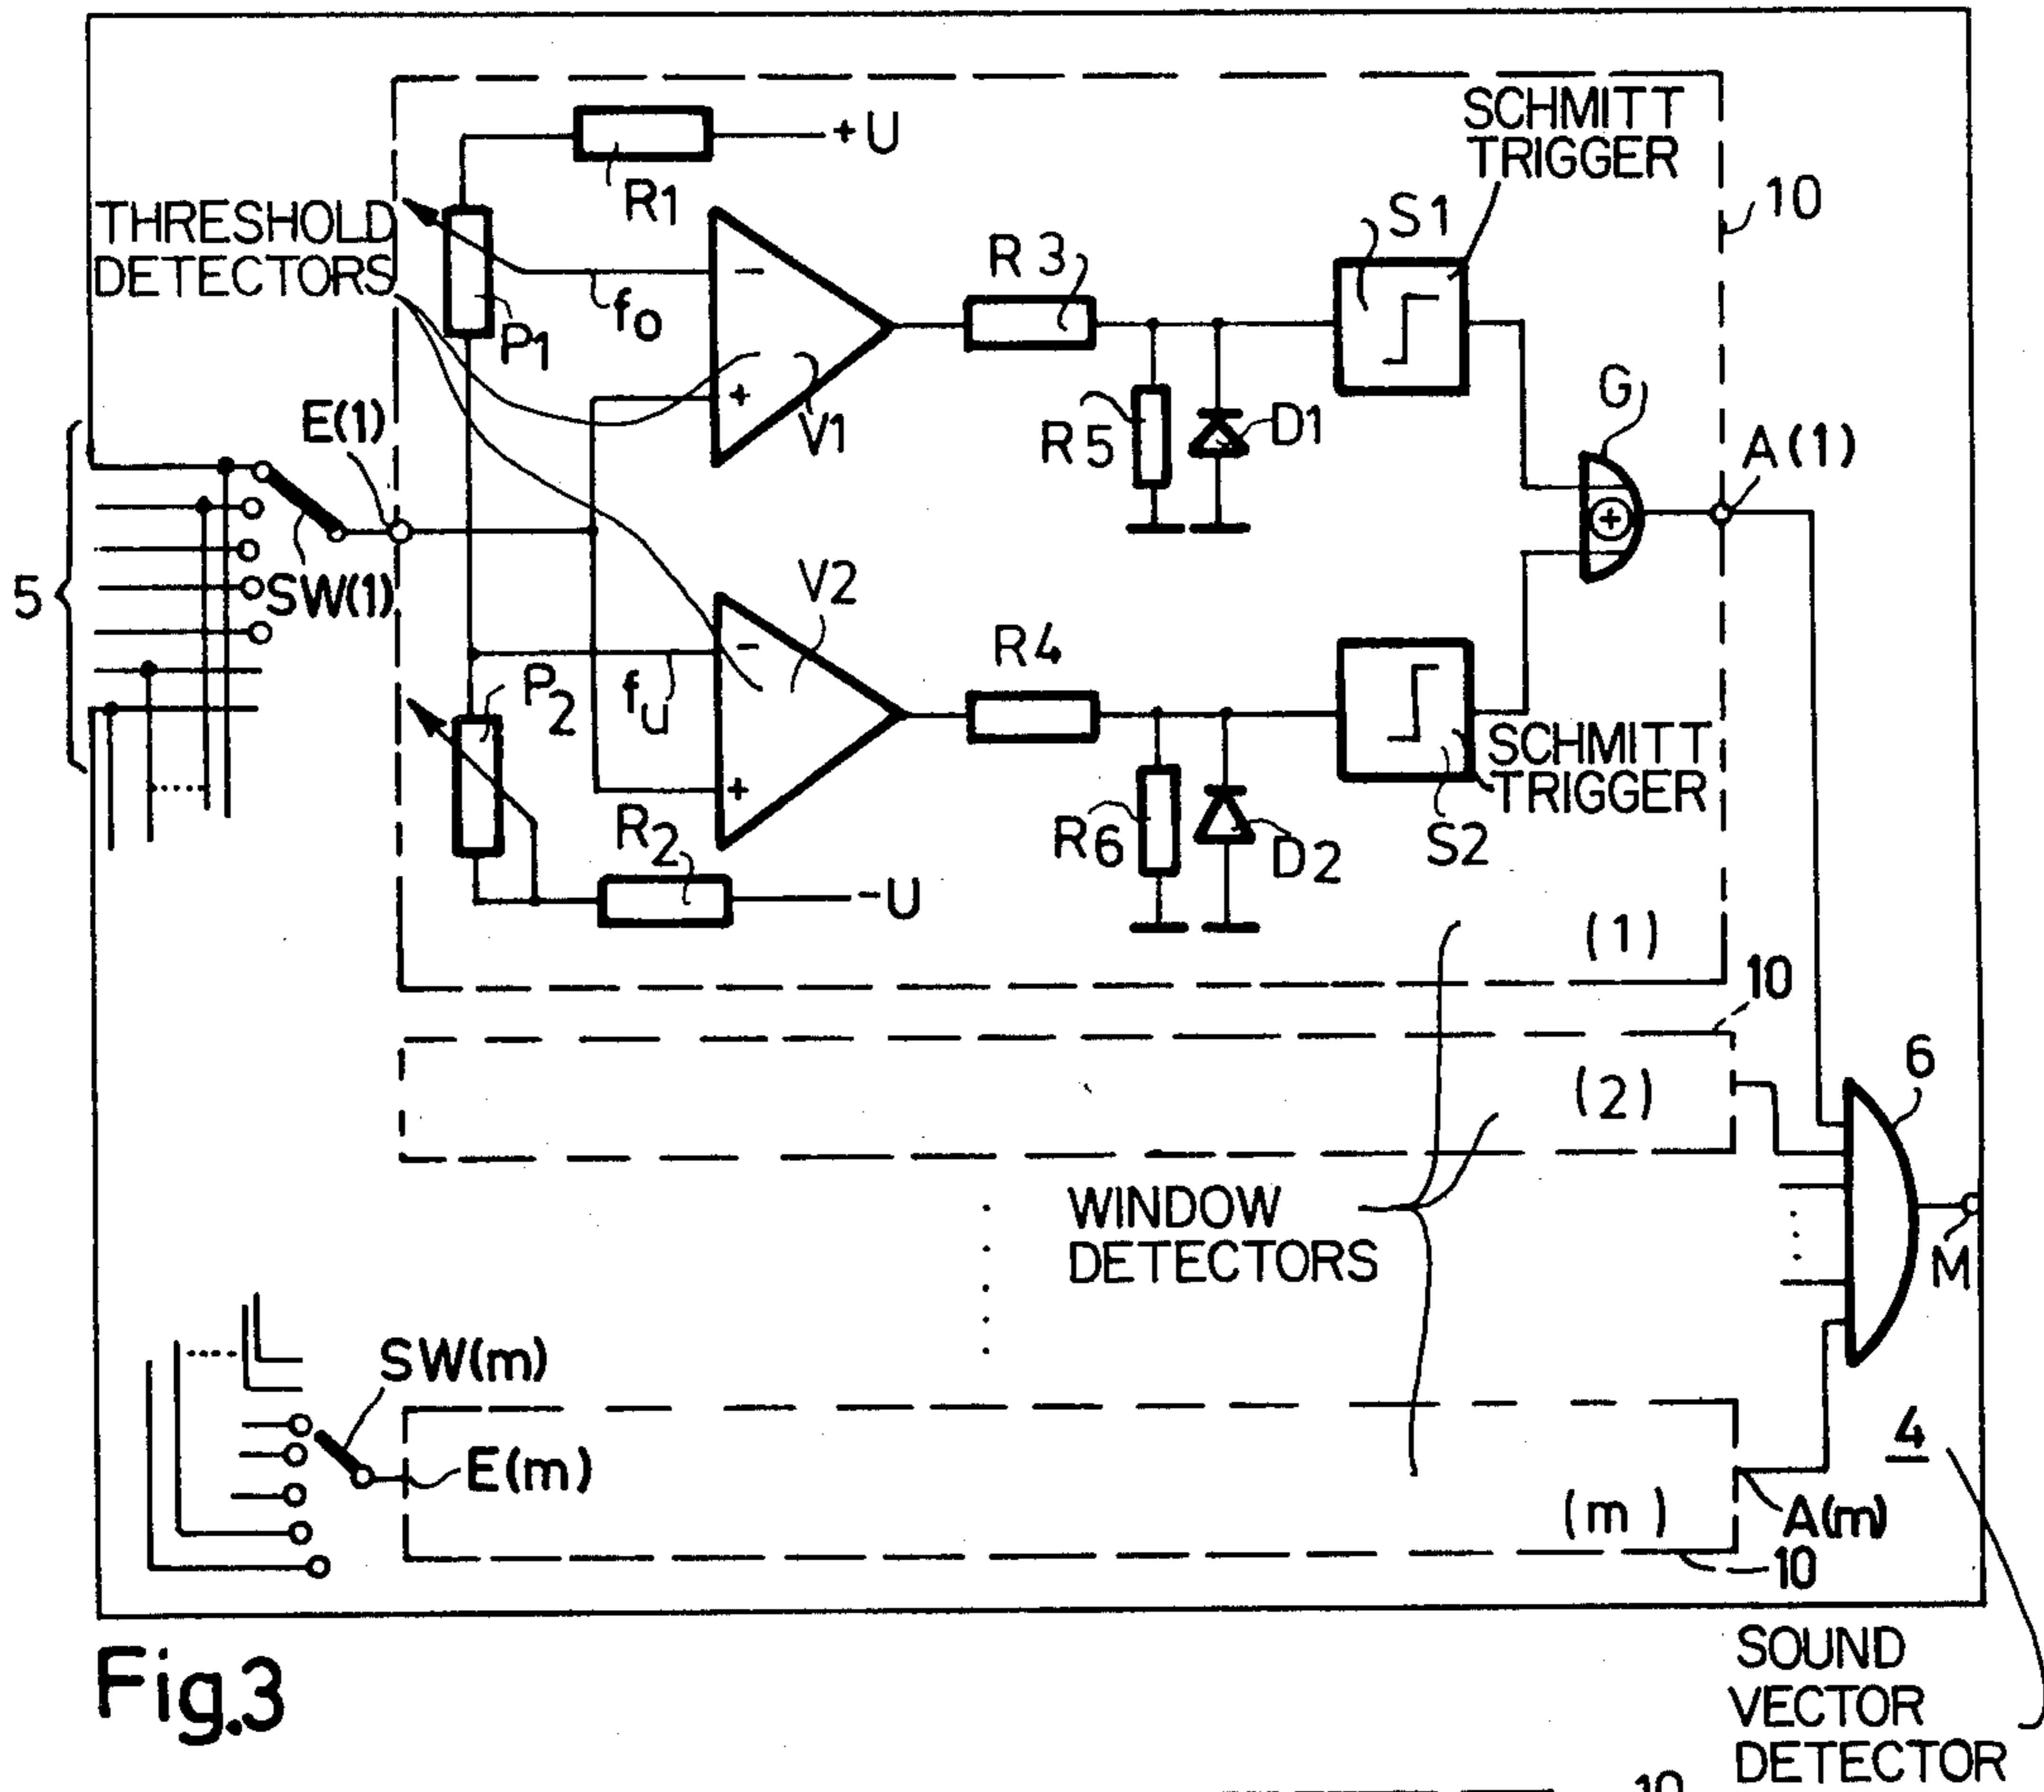 +U
SCHMITT
TRIGGER
R1
10
THRESHOLD
DETECTORS
S1
R3
−
fo
P1
+
V1
G
E(1)
R5
D1
A(1)
5
SW(1)
V2
R4
−
P2
fu
SCHMITT
TRIGGER
+
R2
R6
D2
S2
-U
(1)
10
(2)
6
WINDOW
DETECTORS
M
SW(m)
4
E(m)
(m)
A(m)
10
Fig.3
SOUND
VECTOR
DETECTOR
10